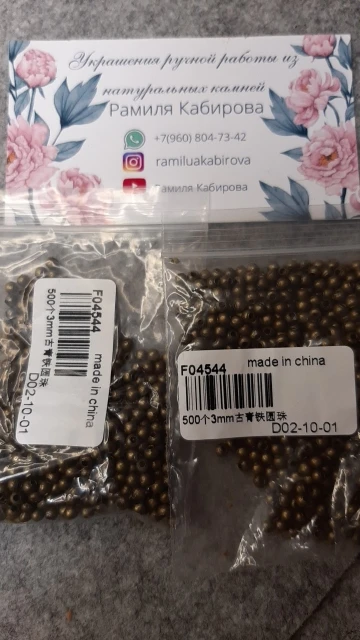 Украшения ручной работы из
натуральных камней
Рамиля Кабирова
+7(960) 804-73-42
ramiluakabirova
Рамиля Кабирова
F04544
made in china
500个3mm古青铁圆珠
D02-10-01
F04544
made in china
500个3mm古青铁圆珠
D02-10-01